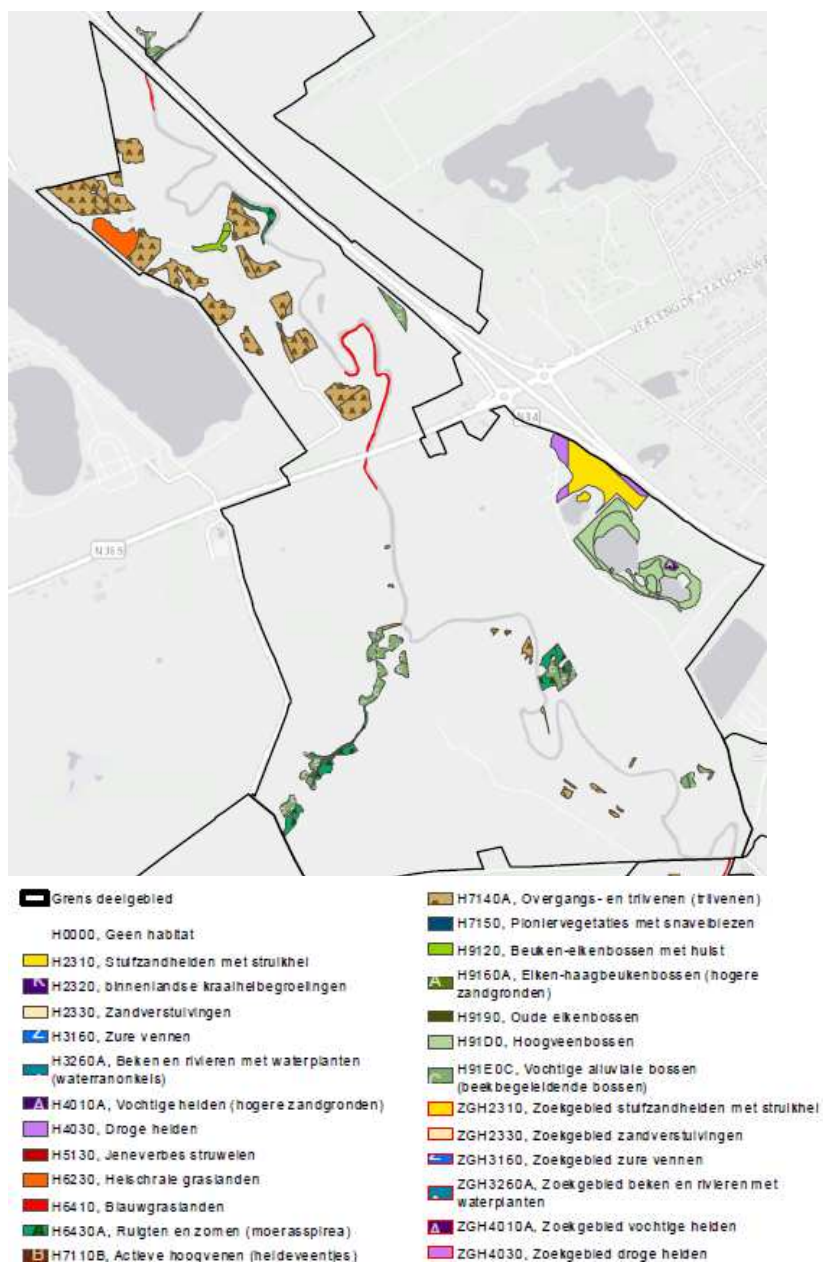 VERLENGDE STATIONSWE
N34
N369
Grens deelgebied
H0000, Geen habitat
H2310, Stuifzandheiden met struikhei
H2320, binnenlandse kraaiheibegroeiingen
H2330, Zandverstuivingen
H3160, Zure vennen
H3260A, Beken en rivieren met waterplanten
(waterranonkels)
H4010A, Vochtige heiden (hogere zandgronden)
H4030, Droge heiden
H5130, Jeneverbes struwelen
H6230, Heischrale graslanden
H6410, Blauwgraslanden
H6430A, Ruigten en zomen (moerasspirea)
H7110B, Actieve hoogvenen (heideveentjes)
H7140A, Overgangs- en trilvenen (trilvenen)
H7150, Pioniervegetaties met snavelbiezen
H9120, Beuken-eikenbossen met hulst
H9160A, Eiken-haagbeukenbossen (hogere
zandgronden)
H9190, Oude eikenbossen
H91D0, Hoogveenbossen
H91E0C, Vochtige alluviale bossen
(beekbegeleidende bossen)
ZGH2310, Zoekgebied stuifzandheiden met struikhei
ZGH2330, Zoekgebied zandverstuivingen
ZGH3160, Zoekgebied zure vennen
ZGH3260A, Zoekgebied beken en rivieren met
waterplanten
ZGH4010A, Zoekgebied vochtige heiden
ZGH4030, Zoekgebied droge heiden